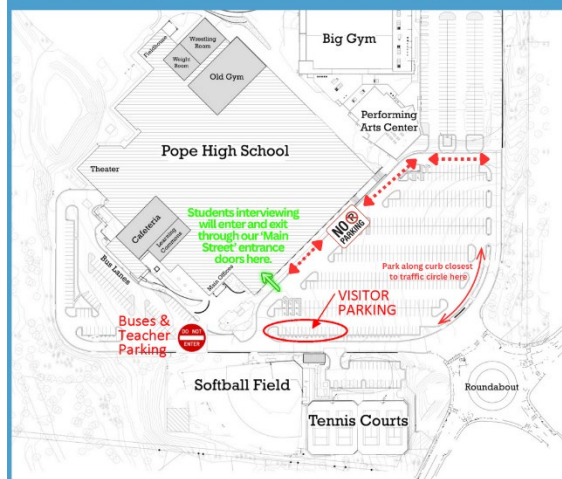 Big Gym
Wrestling
Room
Fieldhouse
Weight
Room
Old Gym
Performing
Arts Center
Pope High School
Theater
NO
P
PARKING
Students interviewing
will enter and exit
through our 'Main
Street' entrance
doors here.
Cafeteria
Learning
Commons
Bus Lanes
Main Offices
Park along curb closest
to traffic circle here
VISITOR
PARKING
Buses &
Teacher
Parking
DO NOT
ENTER
Softball Field
Roundabout
Tennis Courts